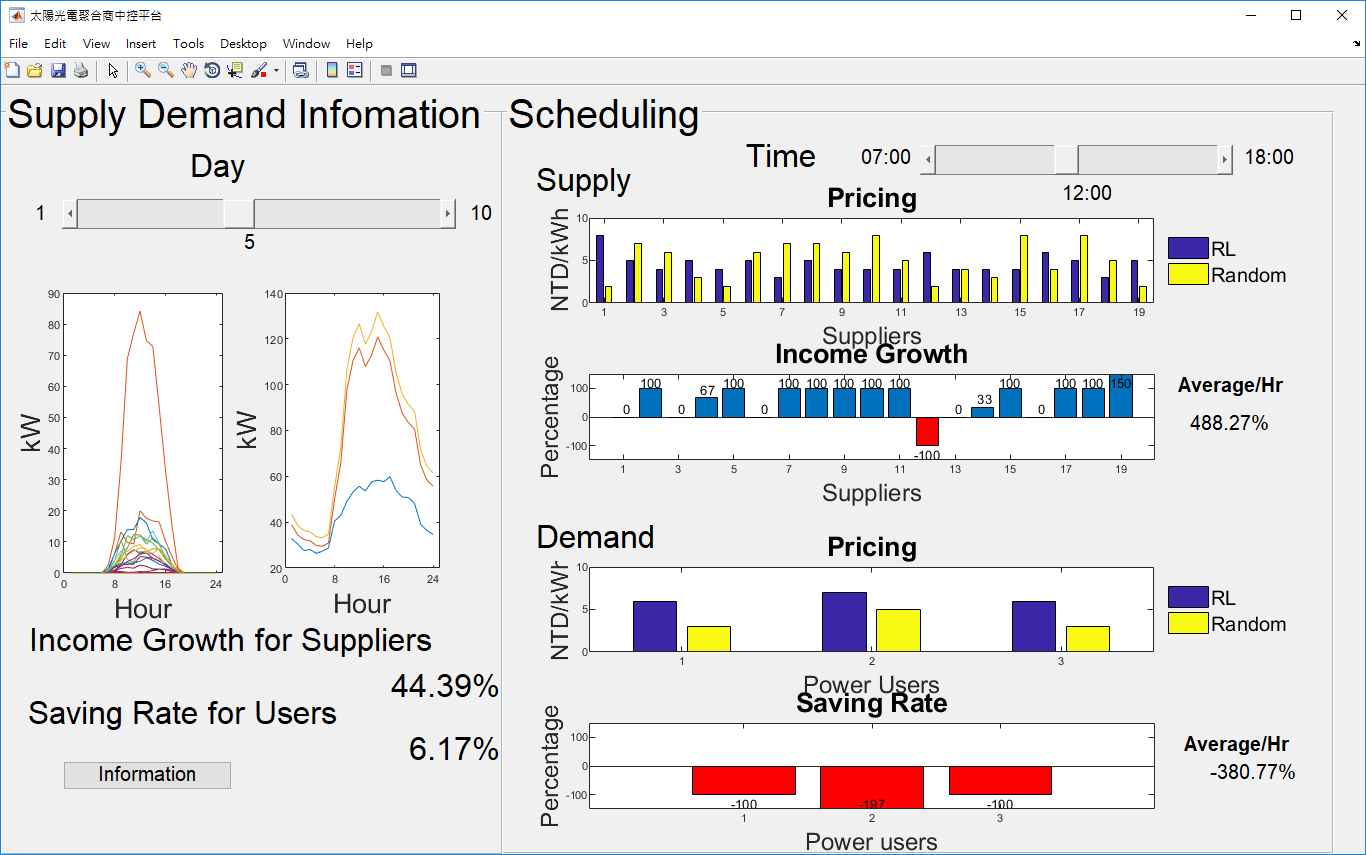 太陽光電聚合商中控平台
File Edit View Insert Tools Desktop Window Help
Supply Demand Infomation
Day
1 10
5
kW
90
80
70
60
50
40
30
20
10
0
0 8 16 24
Hour
kW
140
120
100
80
60
40
20
0 8 16 24
Hour
Income Growth for Suppliers
44.39%
Saving Rate for Users
6.17%
Information
Scheduling
Time 07:00 18:00
12:00
Supply
Pricing
NTD/kWh
10
5
0
1 3 5 7 9 11 13 15 17 19
Suppliers
RL
Random
Income Growth
Percentage
100
0
-100
0 100 0 67 100 0 100 100 100 100 100 -100 0 33 100 0 100 100 150
1 3 5 7 9 11 13 15 17 19
Suppliers
Average/Hr
488.27%
Demand
Pricing
NTD/kWh
10
5
0
1 2 3
Power Users
RL
Random
Saving Rate
Percentage
100
0
-100
-100 -197 -100
1 2 3
Power users
Average/Hr
-380.77%